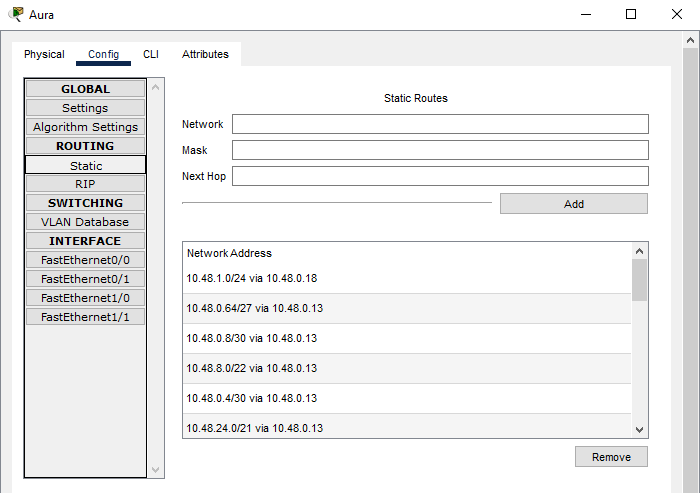 Aura
Physical Config CLI Attributes
GLOBAL
Settings
Algorithm Settings
ROUTING
Static
RIP
SWITCHING
VLAN Database
INTERFACE
FastEthernet0/0
FastEthernet0/1
FastEthernet1/0
FastEthernet1/1
Static Routes
Network
Mask
Next Hop
Add
Network Address
10.48.1.0/24 via 10.48.0.18
10.48.0.64/27 via 10.48.0.13
10.48.0.8/30 via 10.48.0.13
10.48.8.0/22 via 10.48.0.13
10.48.0.4/30 via 10.48.0.13
10.48.24.0/21 via 10.48.0.13
Remove